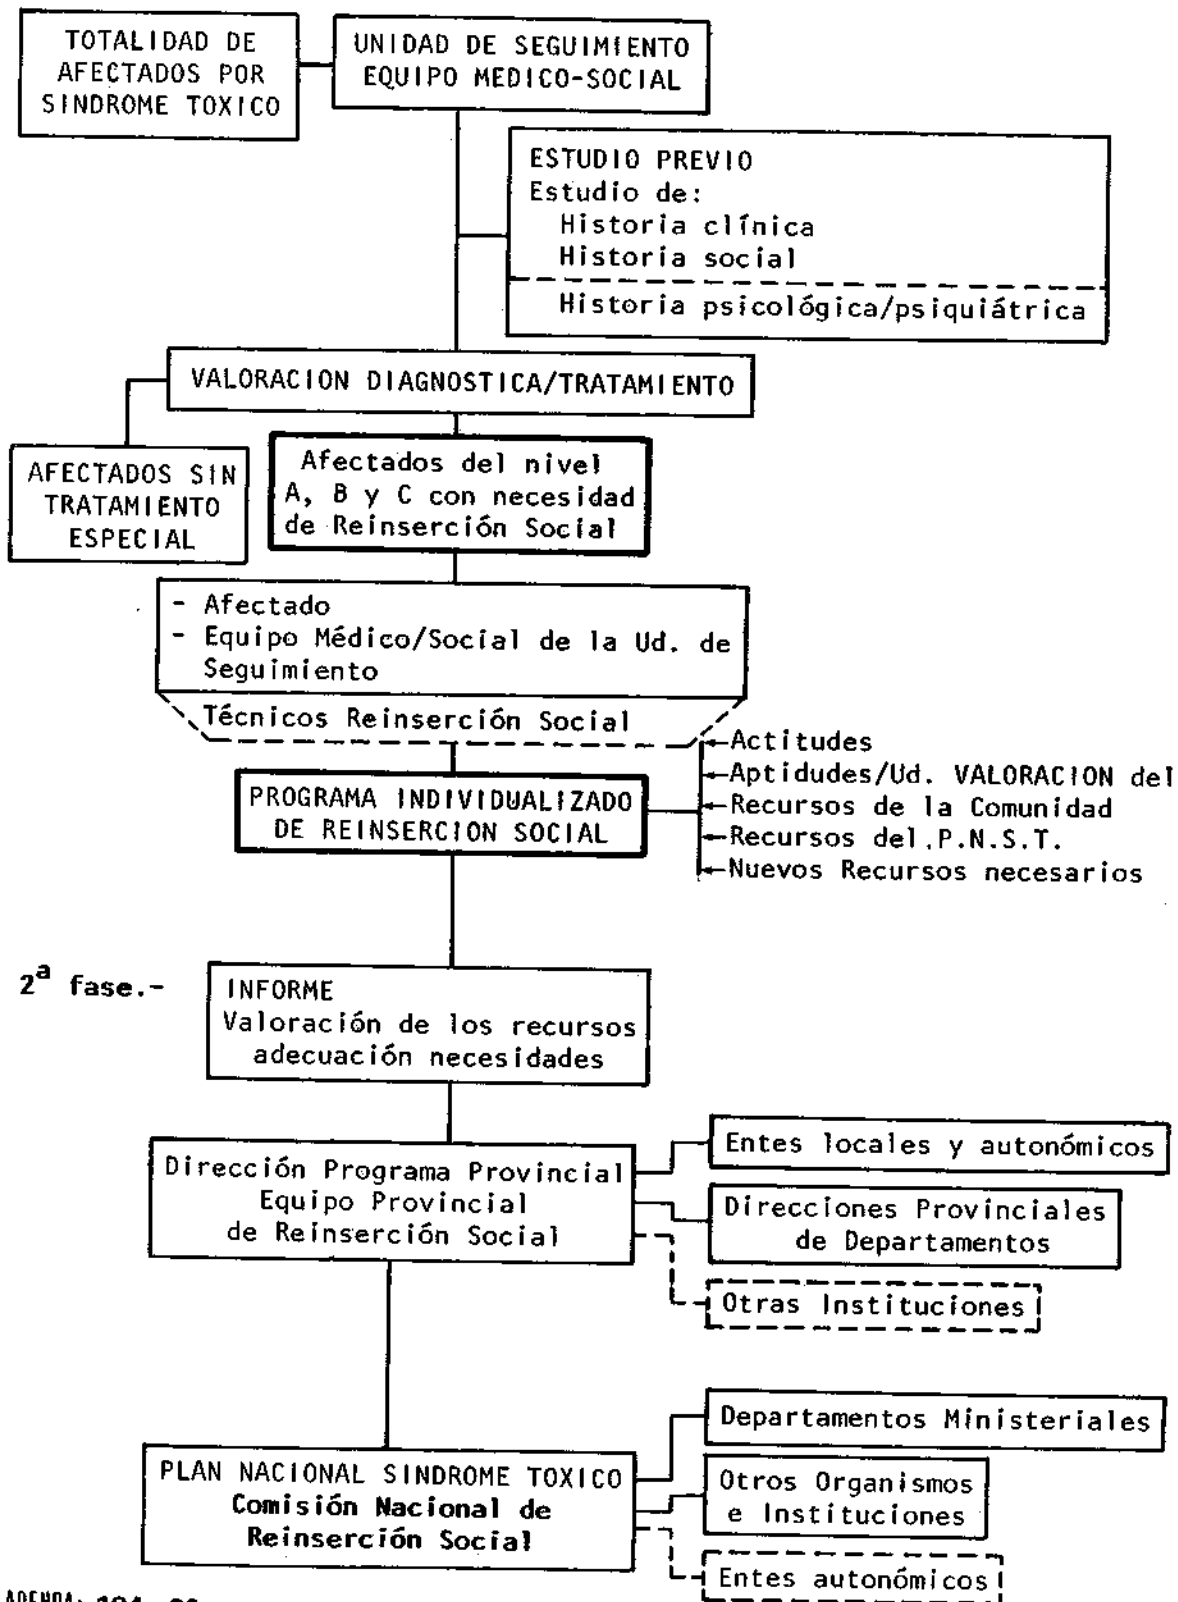 TOTALIDAD DE
AFECTADOS POR
SINDROME TOXICO
UNIDAD DE SEGUIMIENTO
EQUIPO MEDICO-SOCIAL
ESTUDIO PREVIO
Estudio de:
Historia clínica
Historia social
Historia psicológica/psiquiátrica
VALORACION DIAGNOSTICA/TRATAMIENTO
AFECTADOS SIN
TRATAMIENTO
ESPECIAL
Afectados del nivel
A, B y C con necesidad
de Reinserción Social
- Afectado
- Equipo Médico/Social de la Ud. de
Seguimiento
Técnicos Reinserción Social
PROGRAMA INDIVIDUALIZADO
DE REINSERCION SOCIAL
Actitudes
Aptidudes/Ud. VALORACION del
Recursos de la Comunidad
Recursos del .P.N.S.T.
Nuevos Recursos necesarios
2ª fase.-
INFORME
Valoración de los recursos
adecuación necesidades
Dirección Programa Provincial
Equipo Provincial
de Reinserción Social
Entes locales y autonómicos
Direcciones Provinciales
de Departamentos
Otras Instituciones
PLAN NACIONAL SINDROME TOXICO
Comisión Nacional de
Reinserción Social
Departamentos Ministeriales
Otros Organismos
e Instituciones
Entes autonómicos